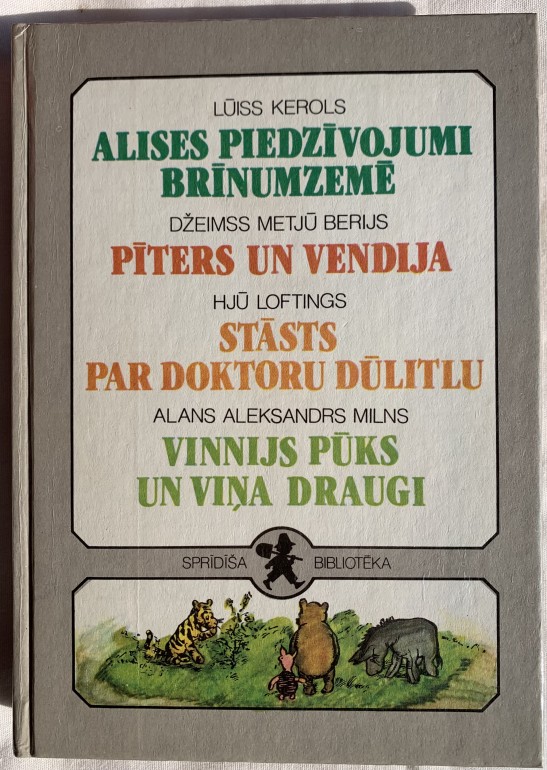 LŪISS KEROLS
ALISES PIEDZĪVOJUMI
BRĪNUMZEMĒ
DŽEIMSS METJŪ BERIJS
PĪTERS UN VENDIJA
HJŪ LOFTINGS
STĀSTS
PAR DOKTORU DŪLITLU
ALANS ALEKSANDRS MILNS
VINNIJS PŪKS
UN VIŅA DRAUGI
SPRĪDĪŠA BIBLIOTĒKA